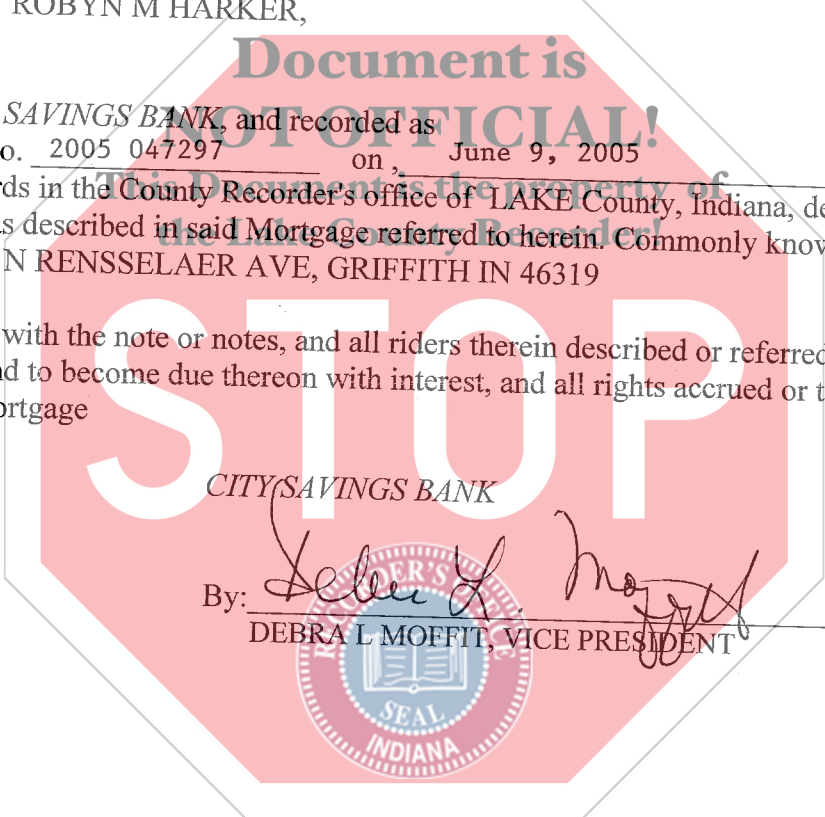 ROBYN M HARKER,
Document is
NOT OFFICIAL!
SAVINGS BANK, and recorded as
o. 2005 047297 on , June 9, 2005
This Document is the property of
rds in the County Recorder's office of LAKE County, Indiana, de
the Lake County Recorder!
s described in said Mortgage referred to herein. Commonly know
N RENSSELAER AVE, GRIFFITH IN 46319
STOP
with the note or notes, and all riders therein described or referred
nd to become due thereon with interest, and all rights accrued or t
ortgage
CITY SAVINGS BANK
By: Debra L. Moffit
DEBRA L MOFFIT, VICE PRESIDENT
RECORDER'S OFFICE
SEAL
INDIANA